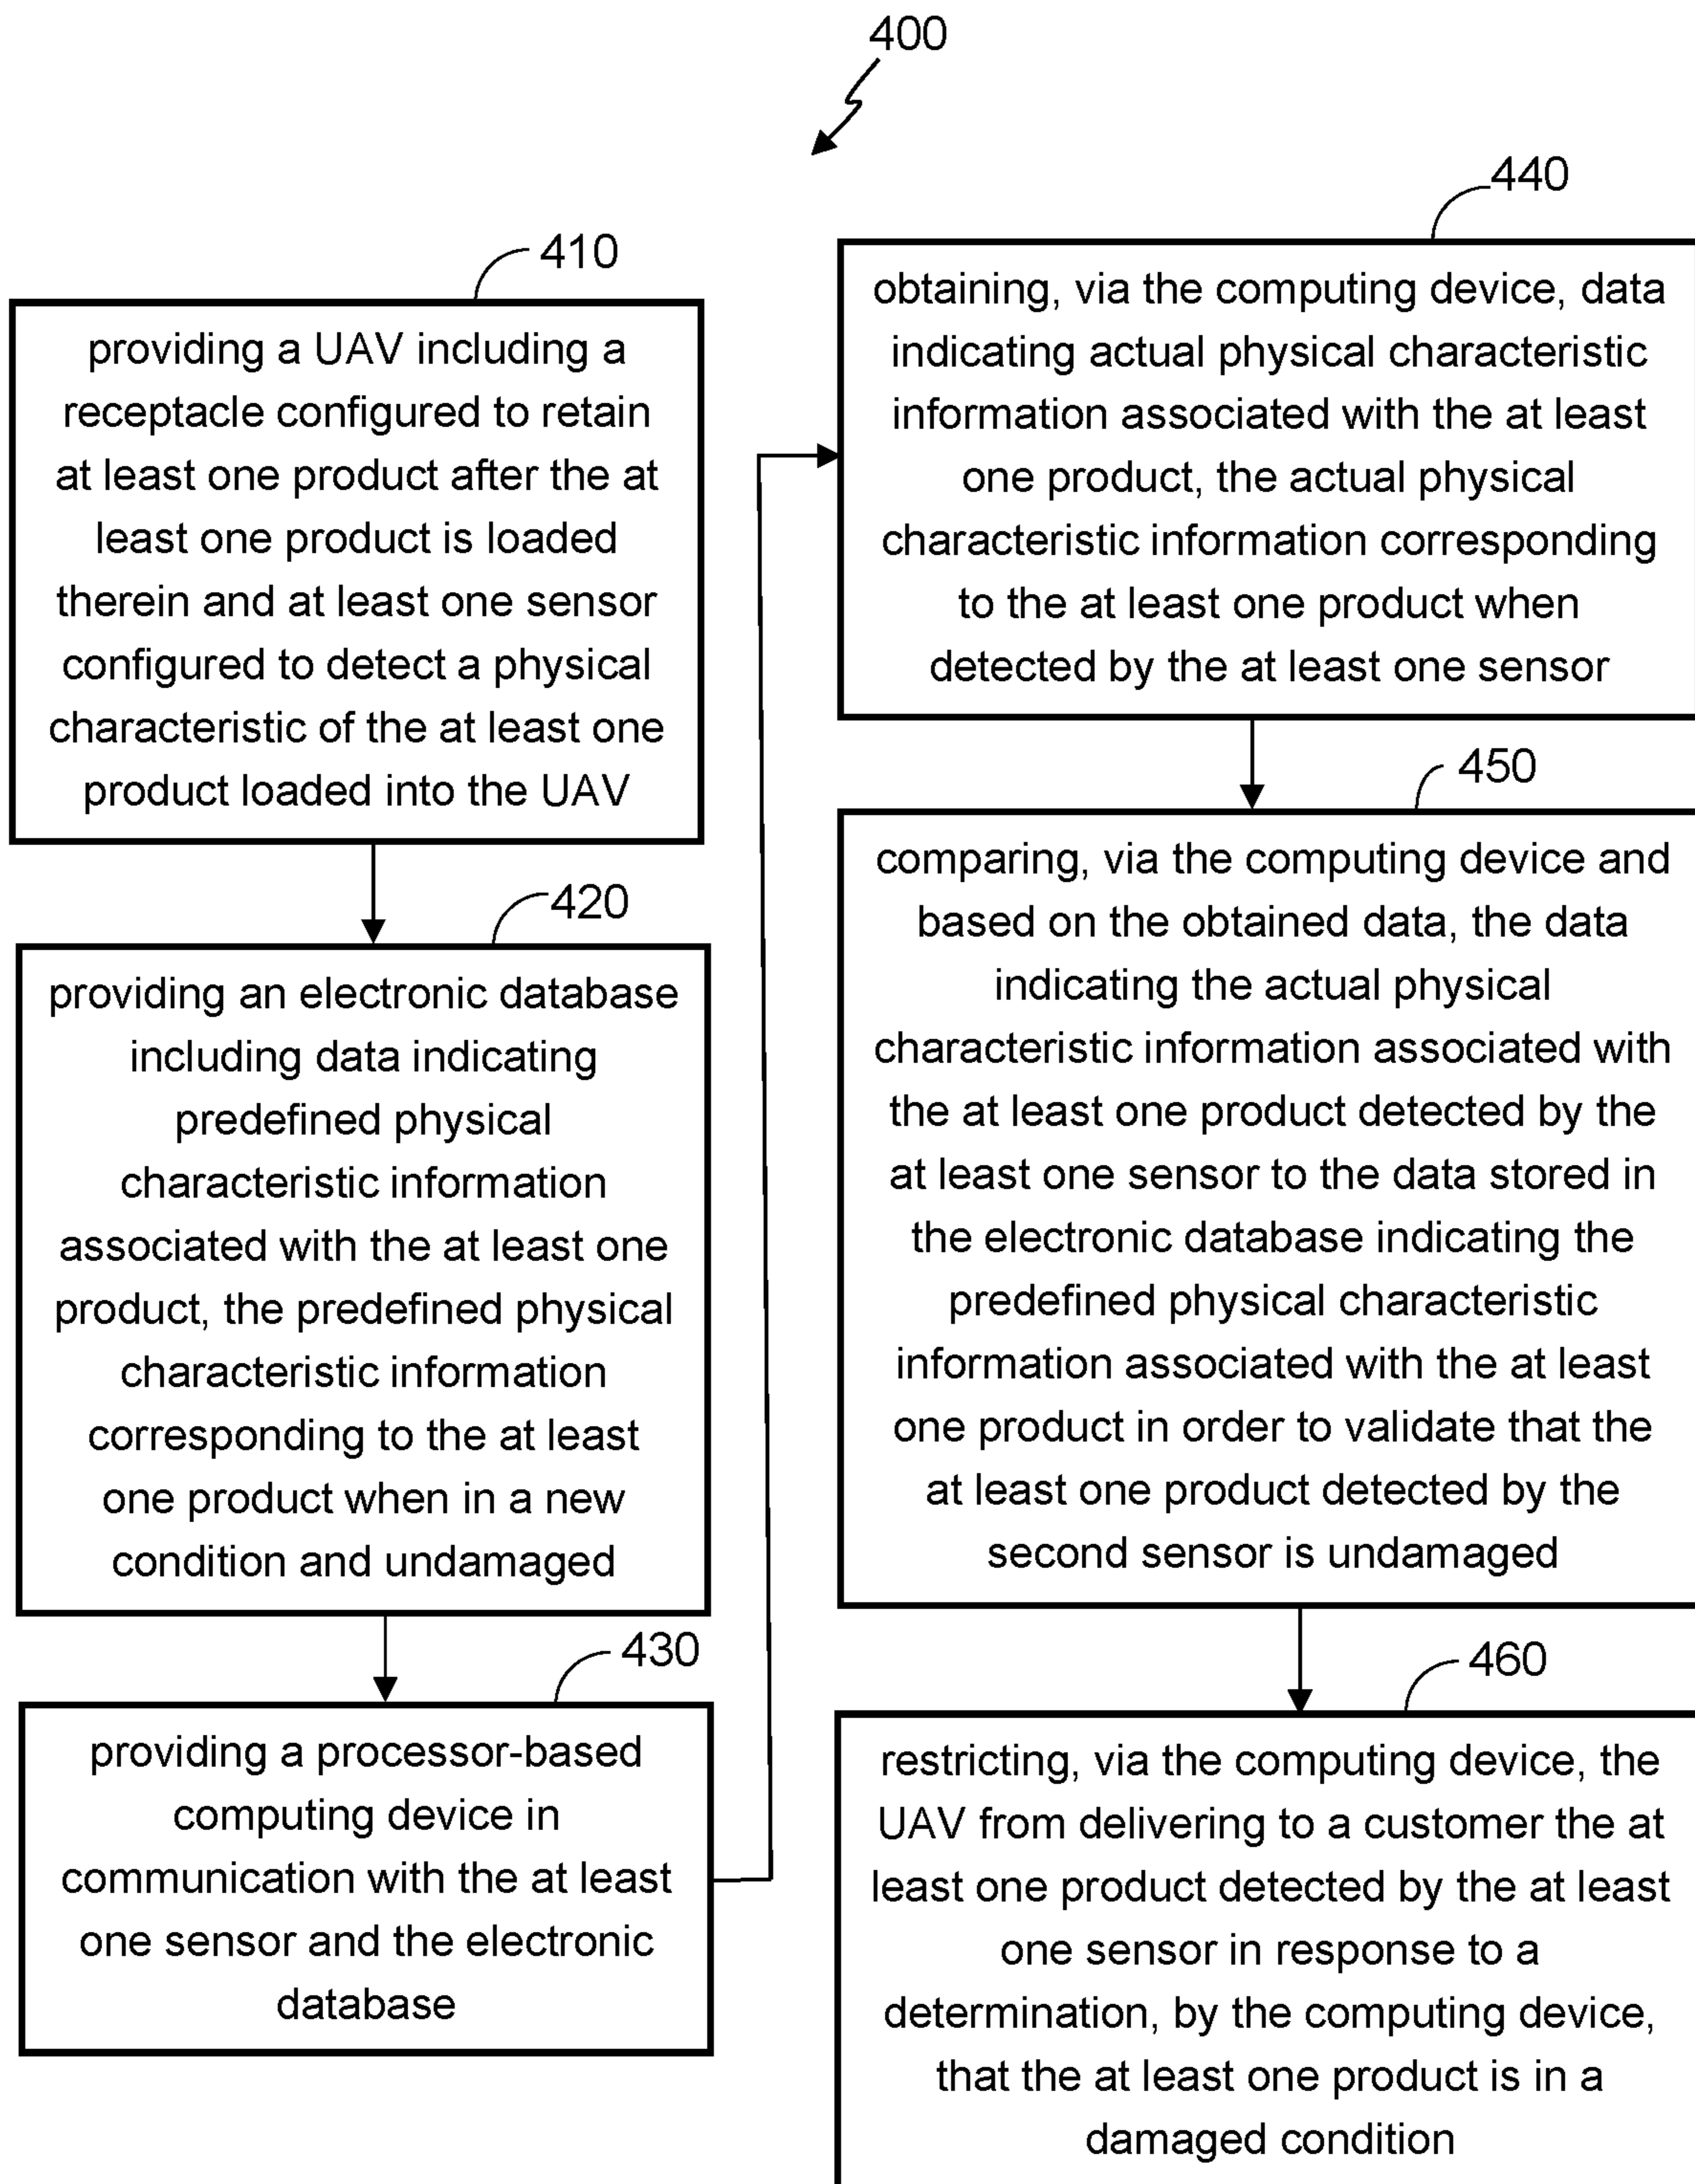 400
410
providing a UAV including a
receptacle configured to retain
at least one product after the at
least one product is loaded
therein and at least one sensor
configured to detect a physical
characteristic of the at least one
product loaded into the UAV
420
providing an electronic database
including data indicating
predefined physical
characteristic information
associated with the at least one
product, the predefined physical
characteristic information
corresponding to the at least
one product when in a new
condition and undamaged
430
providing a processor-based
computing device in
communication with the at least
one sensor and the electronic
database
440
obtaining, via the computing device, data
indicating actual physical characteristic
information associated with the at least
one product, the actual physical
characteristic information corresponding
to the at least one product when
detected by the at least one sensor
450
comparing, via the computing device and
based on the obtained data, the data
indicating the actual physical
characteristic information associated with
the at least one product detected by the
at least one sensor to the data stored in
the electronic database indicating the
predefined physical characteristic
information associated with the at least
one product in order to validate that the
at least one product detected by the
second sensor is undamaged
460
restricting, via the computing device, the
UAV from delivering to a customer the at
least one product detected by the at least
one sensor in response to a
determination, by the computing device,
that the at least one product is in a
damaged condition